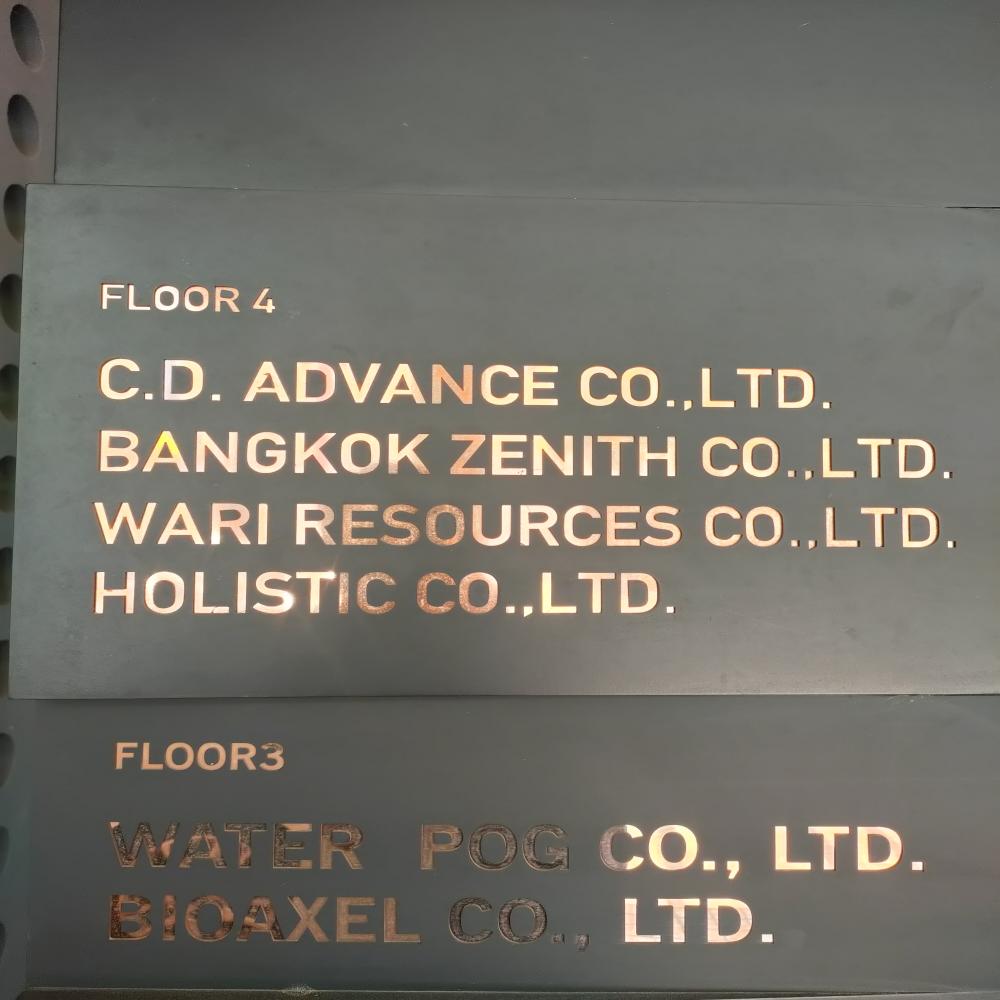 FLOOR 4
C.D. ADVANCE CO.,LTD.
BANGKOK ZENITH CO.,LTD.
WARI RESOURCES CO.,LTD.
HOLISTIC CO.,LTD.
FLOOR3
WATER POG CO., LTD.
BIOAXEL CO., LTD.